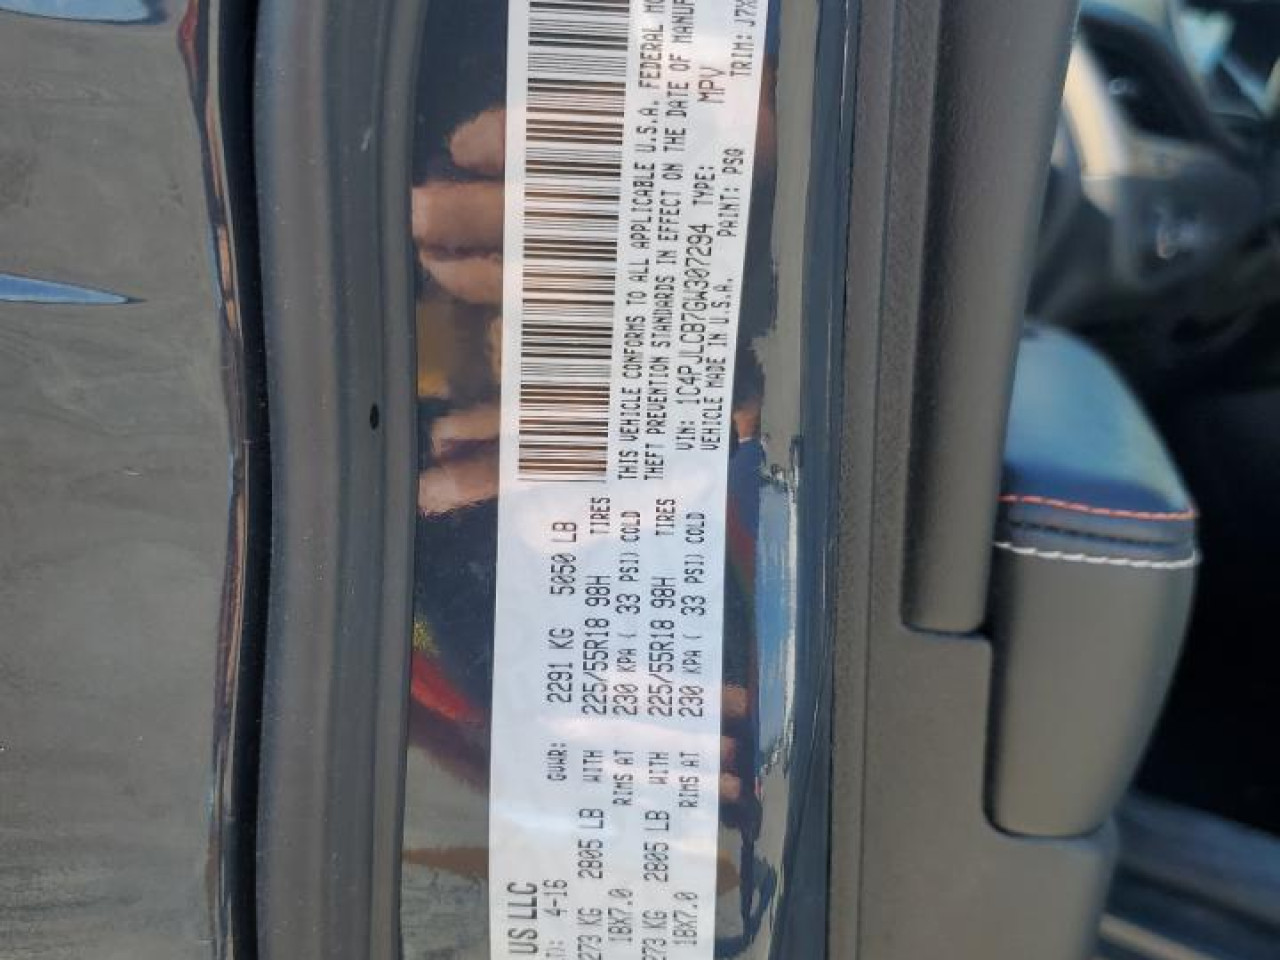 US LLC
T): 4-16 GVWR: 2291 KG 5050 LB
273 KG 2805 LB WITH 225/55R18 98H TIRES
18X7.0 RIMS AT 230 KPA ( 33 PSI) COLD
273 KG 2805 LB WITH 225/55R18 98H TIRES
18X7.0 RIMS AT 230 KPA ( 33 PSI) COLD
THIS VEHICLE CONFORMS TO ALL APPLICABLE U.S.A. FEDERAL MO
THEFT PREVENTION STANDARDS IN EFFECT ON THE DATE OF MANUF
VIN: 1C4PJLCB7GW307294 TYPE: MPV
VEHICLE MADE IN U.S.A. PAINT: PSQ TRIM: J7X